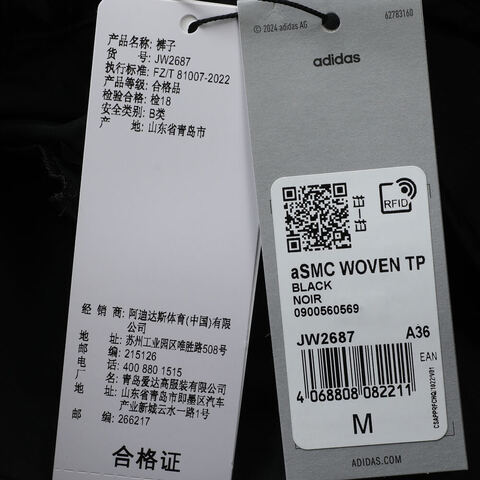 产品名称: 裤子
货 号: JW2687
执行标准: FZ/T 81007-2022
产品等级: 合格品
检验合格: 检18
安全类别: B类
产 地: 山东省青岛市
经 销 商: 阿迪达斯体育(中国)有限公司
地址: 苏州工业园区唯胜路508号
邮编: 215126
电话: 400 880 1515
厂名: 青岛爱达高服装有限公司
地址: 山东省青岛市即墨区汽车产业新城云水一路1号
邮编: 266217
合格证
© 2024 adidas AG
62783160
adidas
RFID
aSMC WOVEN TP
BLACK
NOIR
0900560569
JW2687 A36
EAN
4 068808 082211
M
ADIDAS.COM